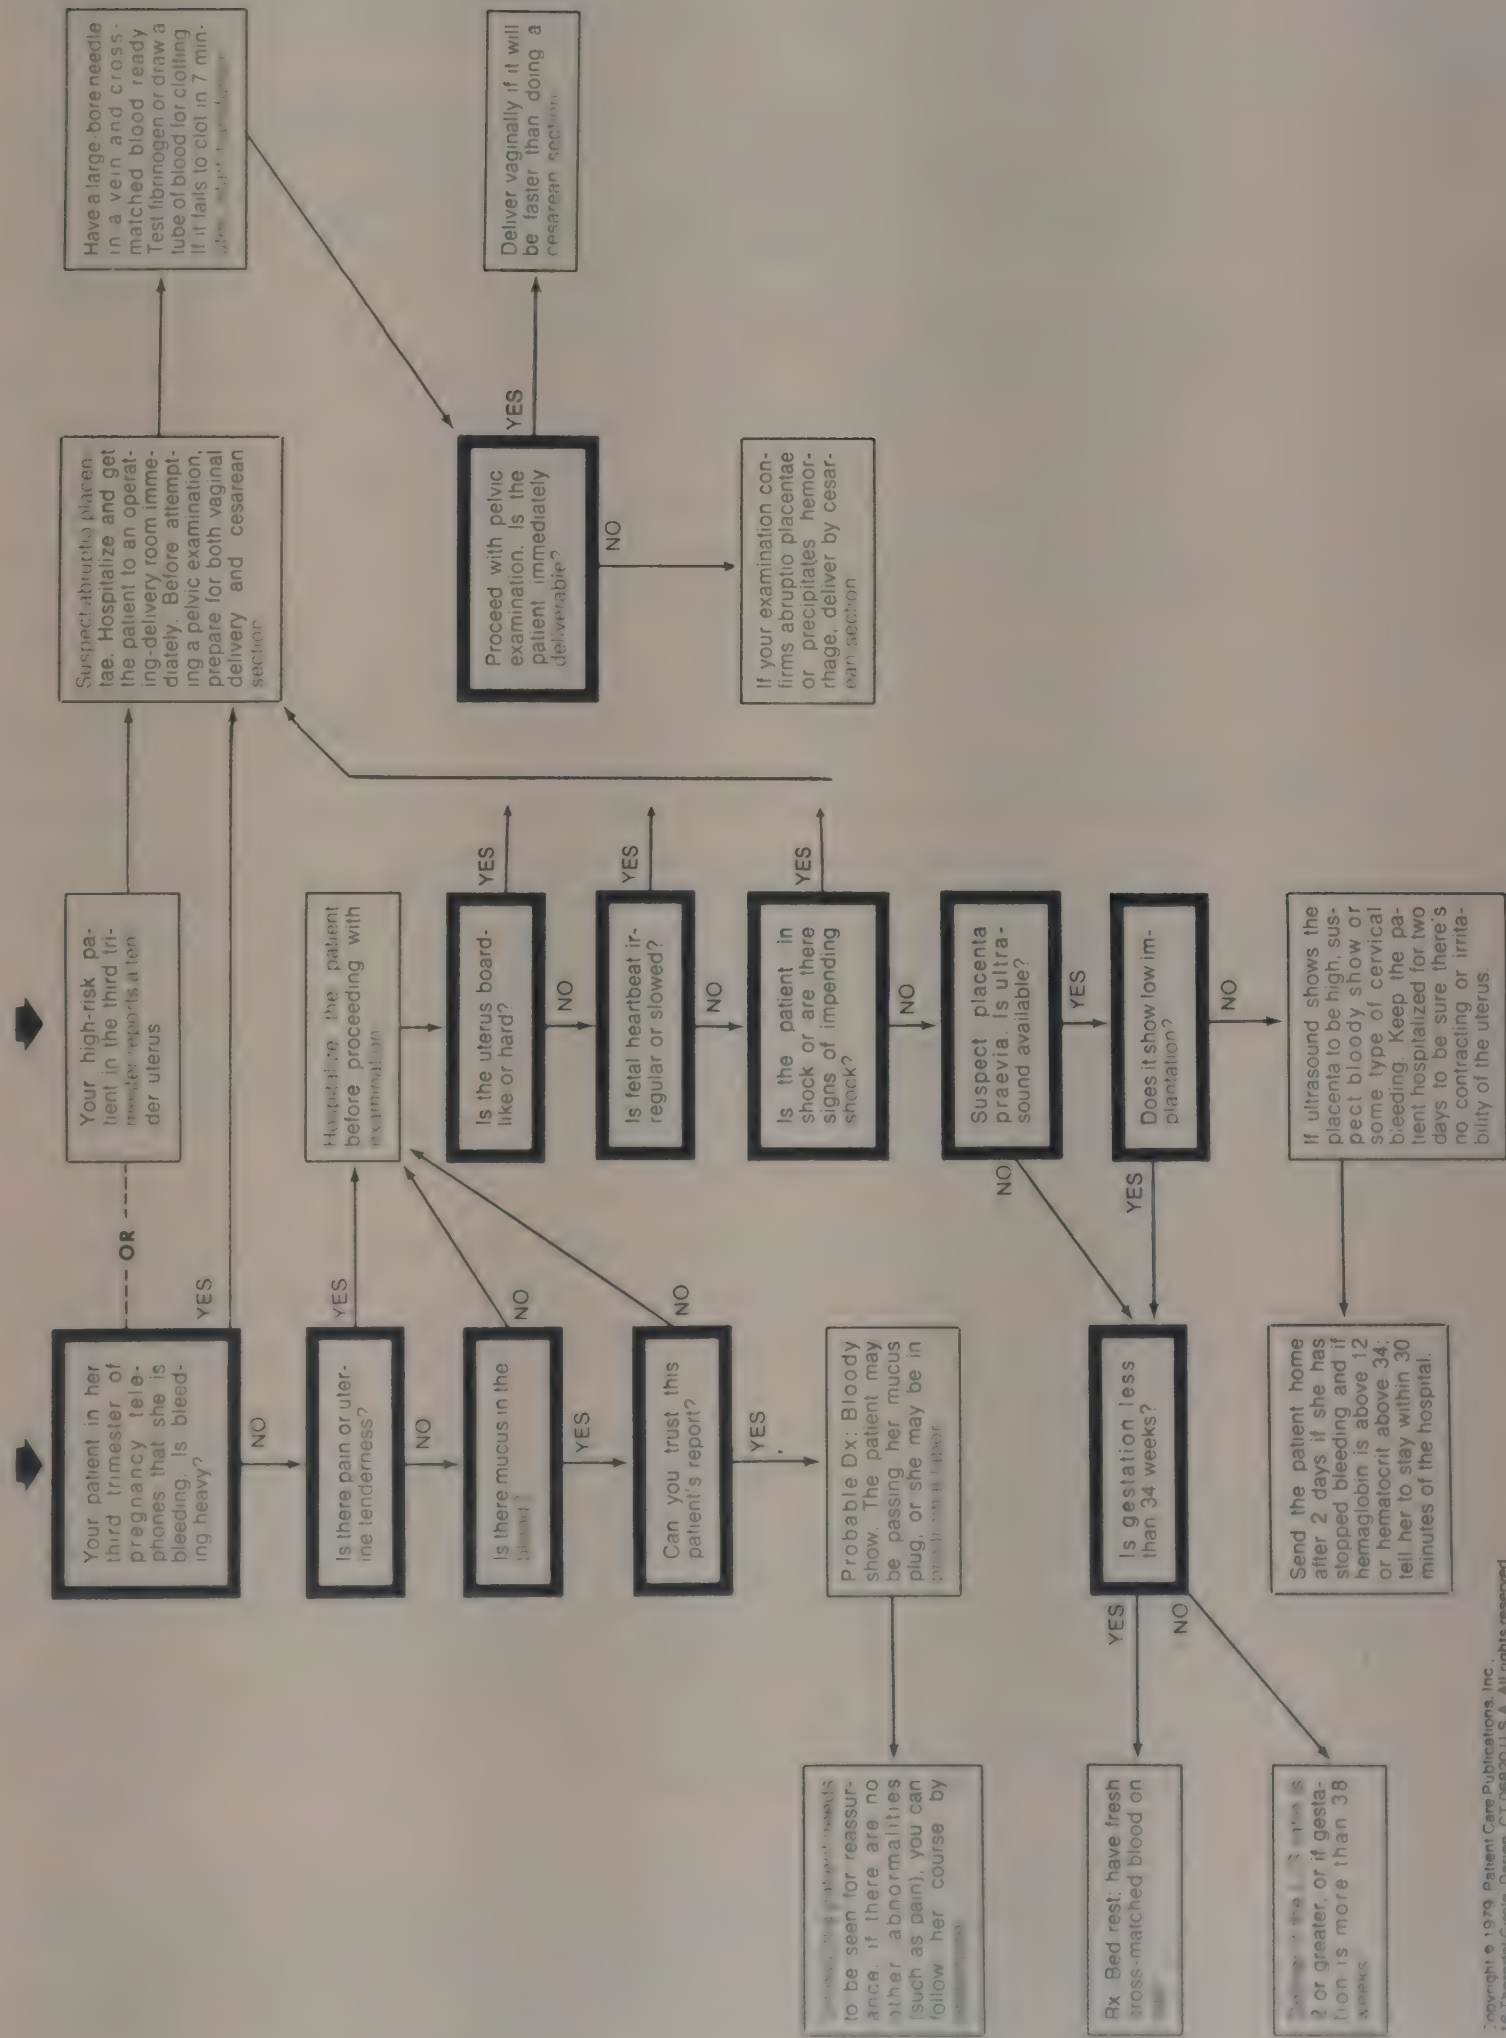 Your patient in her
third trimester of
pregnancy tele-
phones that she is
bleeding. Is bleed-
ing heavy?
OR
YES
NO
Your high-risk pa-
tient in the third tri-
mester reports a ten
der uterus
Suspect abruptio placen
tae. Hospitalize and get
the patient to an operat-
ing-delivery room imme-
diately. Before attempt-
ing a pelvic examination,
prepare for both vaginal
delivery and cesarean
section
Have a large-bore needle
in a vein and cross-
matched blood ready
Test fibrinogen or draw a
tube of blood for clotting
If it fails to clot in 7 min-
Is there pain or uter-
ine tenderness?
YES
NO
Hospitalize the patient
before proceeding with
examination
Is there mucus in the
NO
YES
Is the uterus board-
like or hard?
YES
NO
Proceed with pelvic
examination. Is the
patient immediately
deliverable?
YES
NO
Deliver vaginally if it will
be faster than doing a
cesarean section
Can you trust this
patient's report?
NO
YES
Is fetal heartbeat ir-
regular or slowed?
YES
NO
If your examination con-
firms abruptio placentae
or precipitates hemor-
rhage, deliver by cesar-
ean section
Probable Dx: Bloody
show. The patient may
be passing her mucus
plug, or she may be in
to be seen for reassur-
ance. If there are no
other abnormalities
(such as pain), you can
follow her course by
Is the patient in
shock or are there
signs of impending
shock?
YES
NO
Suspect placenta
praevia. Is ultra-
sound available?
NO
YES
Does it show low im-
plantation?
YES
NO
Is gestation less
than 34 weeks?
YES
NO
Rx Bed rest; have fresh
cross-matched blood on
2 or greater, or if gesta-
tion is more than 38
weeks
If ultrasound shows the
placenta to be high, sus-
pect bloody show or
some type of cervical
bleeding. Keep the pa-
tient hospitalized for two
days to be sure there's
no contracting or irrita-
bility of the uterus.
Send the patient home
after 2 days if she has
stopped bleeding and if
hemaglobin is above 12
or hematocrit above 34;
tell her to stay within 30
minutes of the hospital.
Copyright © 1979 Patient Care Publications, Inc.
Darien, CT 06820 U.S.A. All rights reserved